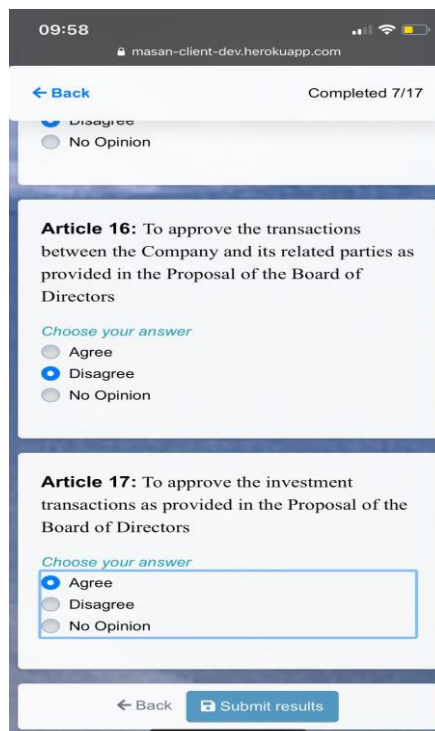 09:58
masan-client-dev.herokuapp.com
← Back
Completed 7/17
Disagree
No Opinion
Article 16: To approve the transactions
between the Company and its related parties as
provided in the Proposal of the Board of
Directors
Choose your answer
Agree
Disagree
No Opinion
Article 17: To approve the investment
transactions as provided in the Proposal of the
Board of Directors
Choose your answer
Agree
Disagree
No Opinion
← Back
Submit results